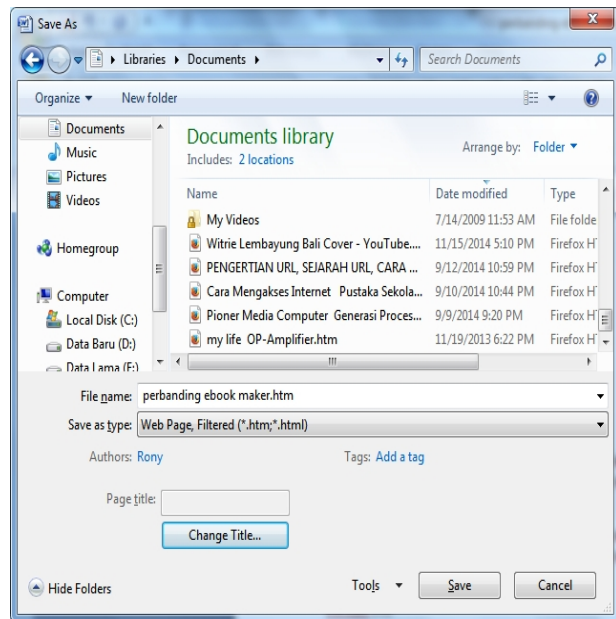 Save As
Libraries Documents
Search Documents
Organize New folder
Documents
Music
Pictures
Videos
Homegroup
Computer
Local Disk (C:)
Data Baru (D:)
Data Lama (E:)
Documents library
Includes: 2 locations
Arrange by: Folder
Name Date modified Type
My Videos 7/14/2009 11:53 AM File folde
Witrie Lembayung Bali Cover - YouTube.... 11/15/2014 5:10 PM Firefox H
PENGERTIAN URL, SEJARAH URL, CARA ... 9/12/2014 10:59 PM Firefox H
Cara Mengakses Internet Pustaka Sekola... 9/10/2014 10:44 PM Firefox H
Pioner Media Computer Generasi Proces... 9/9/2014 9:20 PM Firefox H
my life OP-Amplifier.htm 11/19/2013 6:22 PM Firefox H
File name: perbanding ebook maker.htm
Save as type: Web Page, Filtered (*.htm;*.html)
Authors: Rony Tags: Add a tag
Page title:
Change Title...
Hide Folders Tools Save Cancel